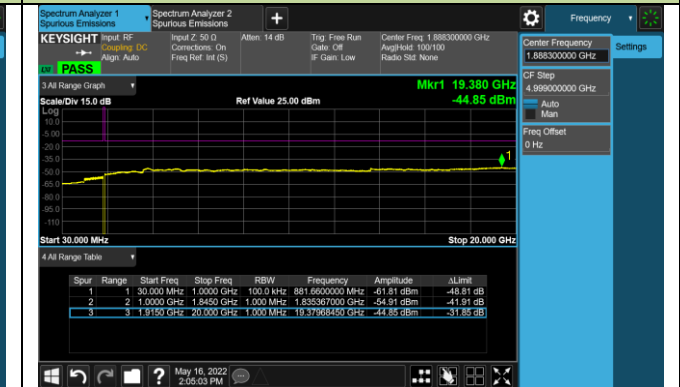 Spectrum Analyzer 1
Spurious Emissions
Spectrum Analyzer 2
Spurious Emissions
+
Frequency
KEYSIGHT
Input: RF
Coupling: DC
Align: Auto
Input Z: 50 Ω
Corrections: On
Freq Ref: Int (S)
Atten: 14 dB
Trig: Free Run
Gate: Off
IF Gain: Low
Center Freq: 1.888300000 GHz
Avg|Hold: 100/100
Radio Std: None
PASS
Center Frequency
1.888300000 GHz
Settings
CF Step
4.999000000 GHz
Auto
Man
Freq Offset
0 Hz
3 All Range Graph
Mkr1 19.380 GHz
Scale/Div 15.0 dB
Ref Value 25.00 dBm
-44.85 dBm
Log
10.0
-5.00
-20.0
-35.0
-50.0
-65.0
-80.0
-95.0
-110
1
Start 30.000 MHz
Stop 20.000 GHz
4 All Range Table
Spur Range Start Freq Stop Freq RBW Frequency Amplitude ΔLimit
1 1 30.000 MHz 1.0000 GHz 100.0 kHz 881.6600000 MHz -61.81 dBm -48.81 dB
2 2 1.0000 GHz 1.8450 GHz 1.000 MHz 1.835367000 GHz -54.91 dBm -41.91 dB
3 3 1.9150 GHz 20.000 GHz 1.000 MHz 19.37968450 GHz -44.85 dBm -31.85 dB
?
May 16, 2022
2:05:03 PM